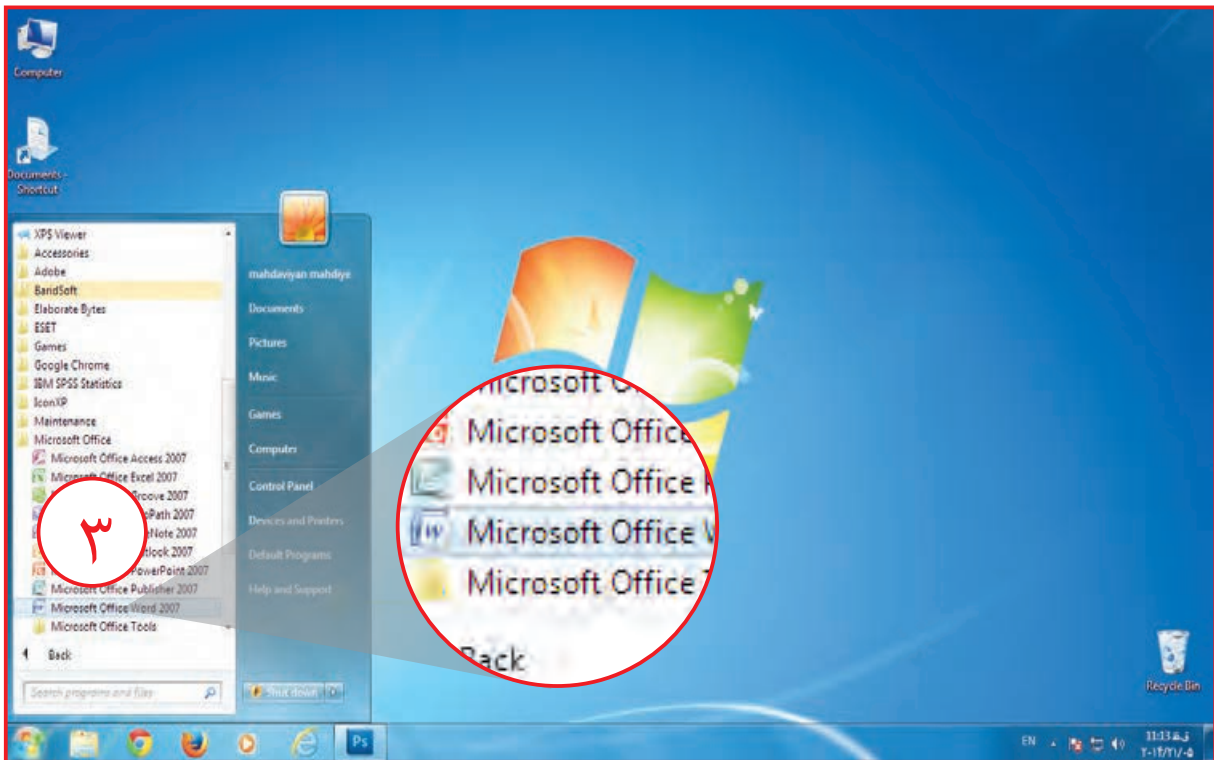 Computer
Documents - Shortcut
XPS Viewer
Accessories
Adobe
BaridSoft
Elaborate Bytes
ESET
Games
Google Chrome
IBM SPSS Statistics
IconXP
Maintenance
Microsoft Office
Microsoft Office Access 2007
Microsoft Office Excel 2007
Groove 2007
Path 2007
Note 2007
tlook 2007
PowerPoint 2007
Microsoft Office Publisher 2007
Microsoft Office Word 2007
Microsoft Office Tools
Back
Search programs and files
۳
mahdaviyan mahdiye
Documents
Pictures
Music
Games
Computer
Control Panel
Devices and Printers
Default Programs
Help and Support
Shut down
Microsoft O
Microsoft Office
Microsoft Office
Microsoft Office W
Microsoft Office T
Back
Recycle Bin
Ps
EN
11:13 ق.ظ